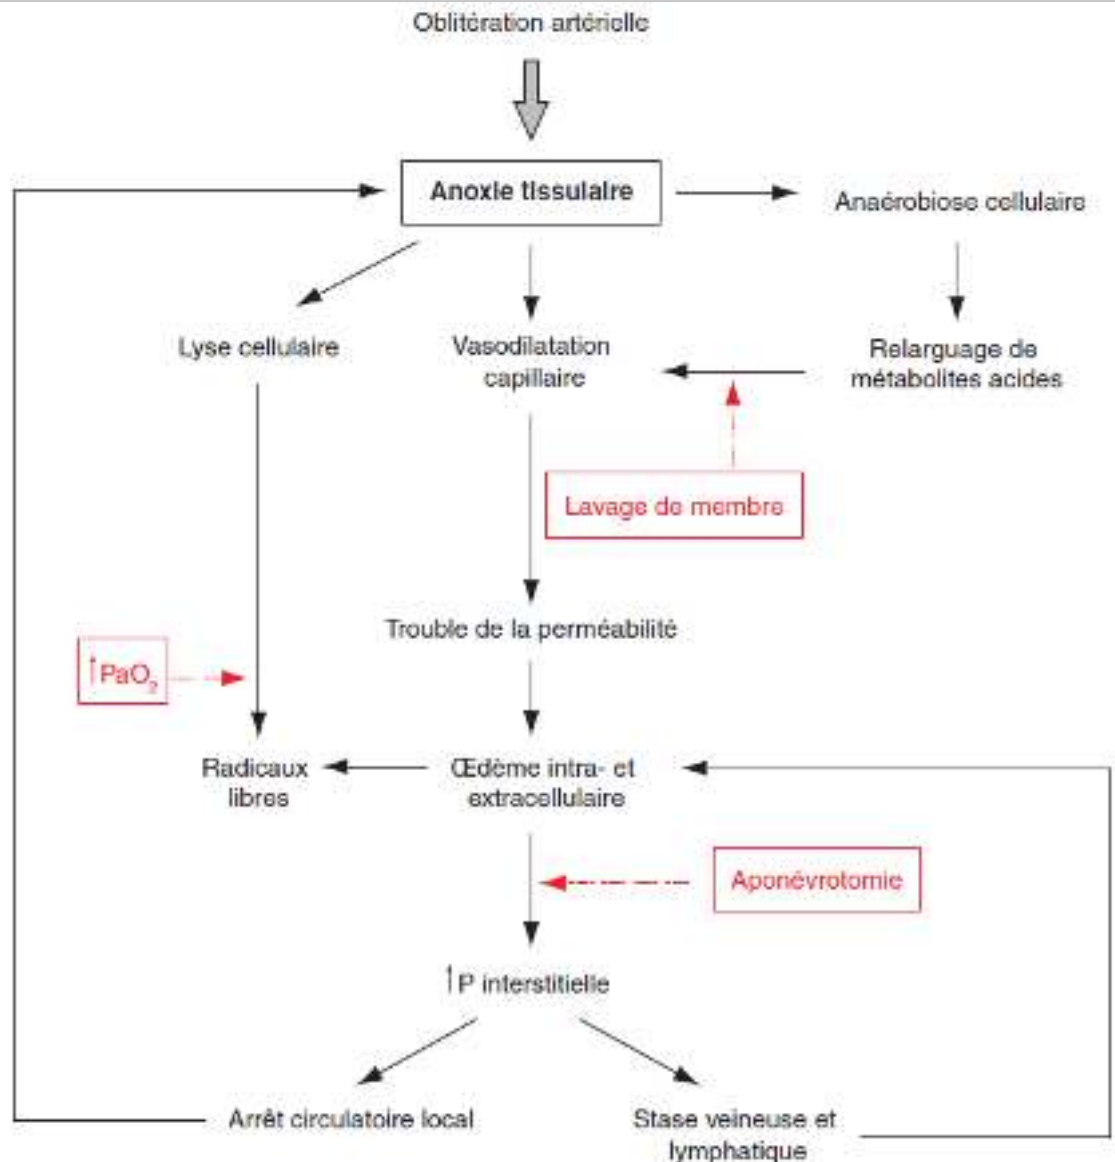 Oblitération artérielle
Anoxie tissulaire
Anaérobiose cellulaire
Lyse cellulaire
Vasodilatation
capillaire
Relarguage de
métabolites acides
Lavage de membre
Trouble de la perméabilité
↑PaO₂
Radicaux
libres
Œdème intra- et
extracellulaire
Aponévrotomie
↑P interstitielle
Arrêt circulatoire local
Stase veineuse et
lymphatique